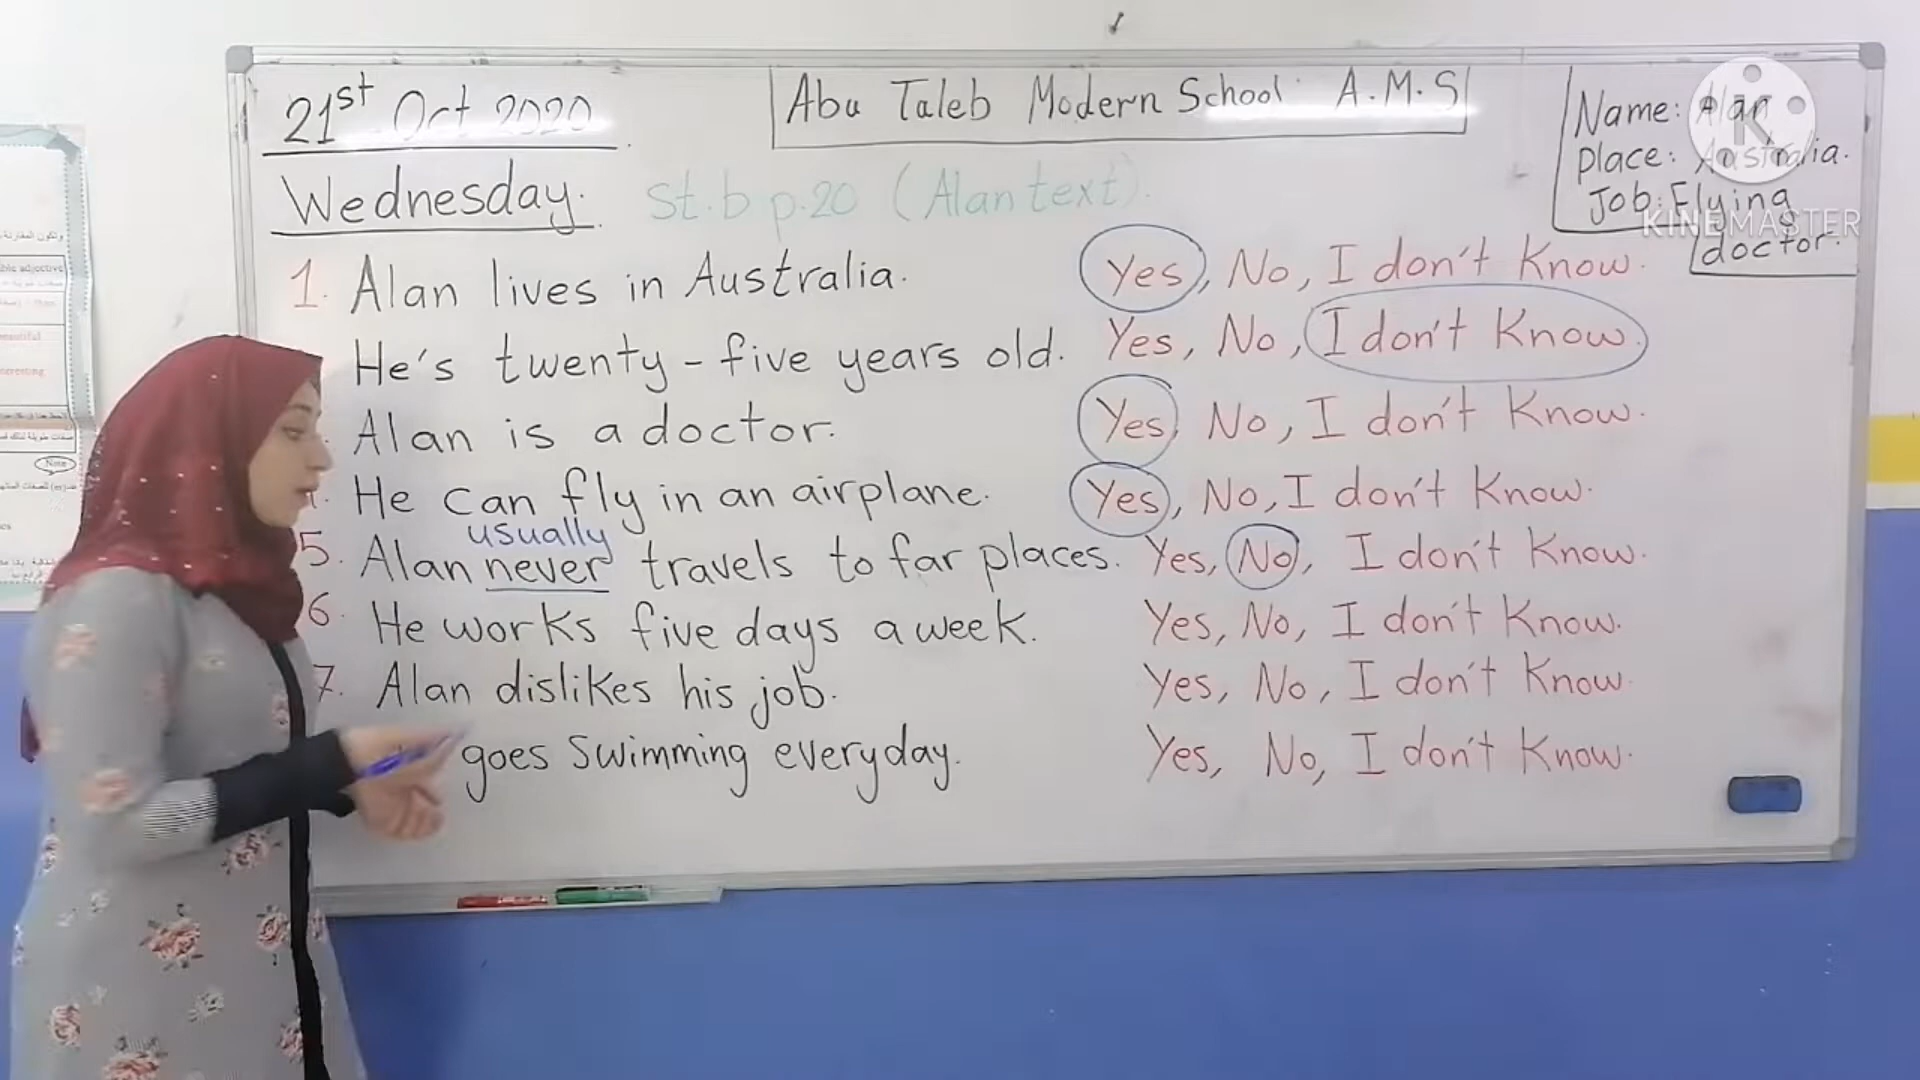 21st Oct 2020
Abu Taleb Modern School A.M.S
Name: Alan
Place: Australia.
Job: Flying
doctor.
KINEMASTER
Wednesday.
St.b p.20 (Alan text).
1. Alan lives in Australia. Yes, No, I don't Know.
He's twenty-five years old. Yes, No, I don't Know.
Alan is a doctor. Yes, No, I don't Know.
He can fly in an airplane. Yes, No, I don't Know.
usually
5. Alan never travels to far places. Yes, No, I don't Know.
6. He works five days a week. Yes, No, I don't Know.
7. Alan dislikes his job. Yes, No, I don't Know.
goes swimming everyday. Yes, No, I don't Know.
Note